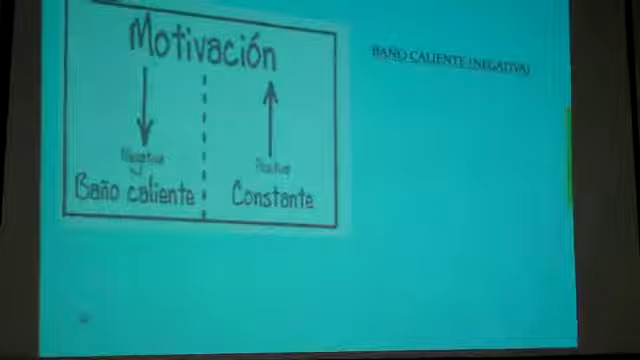 Motivación
Negativa
Positiva
Baño caliente
Constante
BAÑO CALIENTE (NEGATIVA)